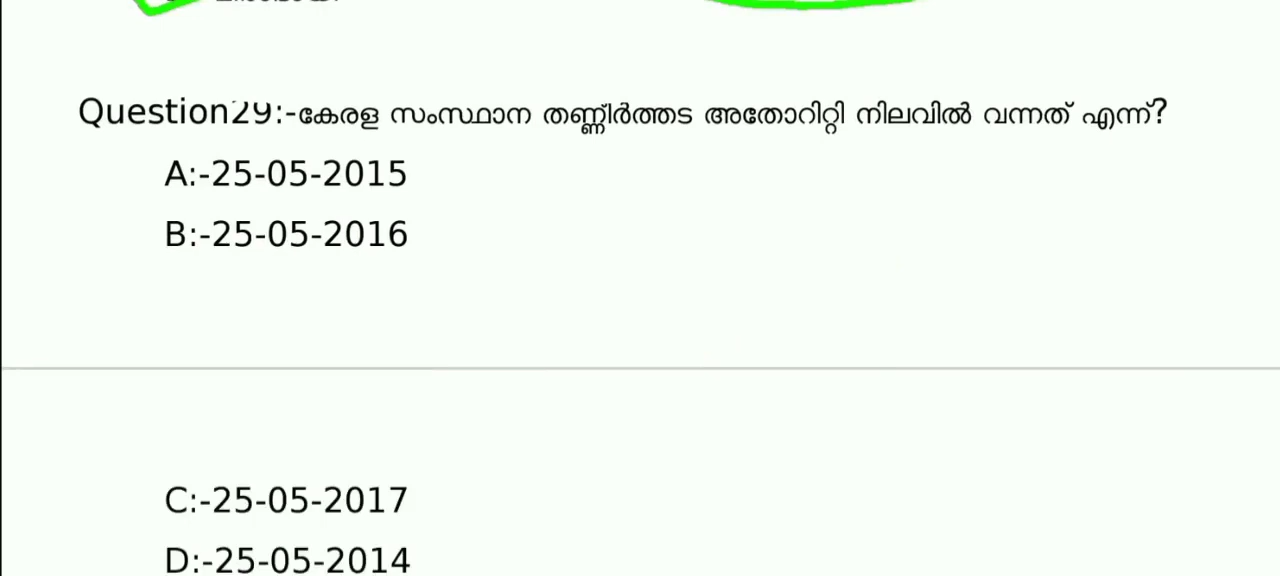 Question29:-കേരള സംസ്ഥാന തണ്ണീർത്തട അതോറിറ്റി നിലവിൽ വന്നത് എന്ന്?
A:-25-05-2015
B:-25-05-2016
C:-25-05-2017
D:-25-05-2014